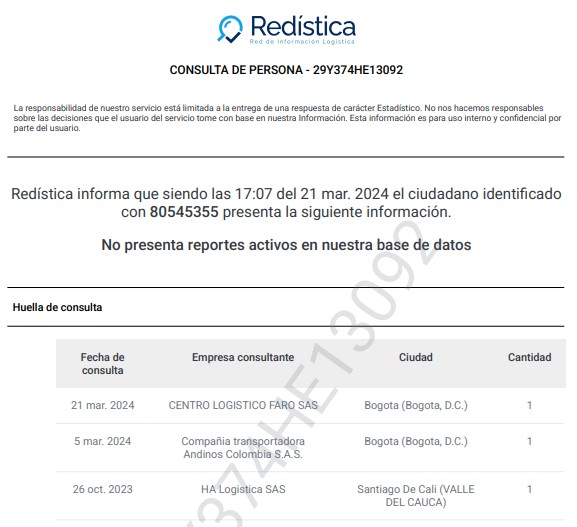 Redística
Red de Información Logística
CONSULTA DE PERSONA - 29Y374HE13092
La responsabilidad de nuestro servicio está limitada a la entrega de una respuesta de carácter Estadístico. No nos hacemos responsables
sobre las decisiones que el usuario del servicio tome con base en nuestra Información. Esta información es para uso interno y confidencial por
parte del usuario.
Redística informa que siendo las 17:07 del 21 mar. 2024 el ciudadano identificado
con 80545355 presenta la siguiente información.
No presenta reportes activos en nuestra base de datos
Huella de consulta
Fecha de consulta Empresa consultante Ciudad Cantidad
21 mar. 2024 CENTRO LOGISTICO FARO SAS Bogota (Bogota, D.C.) 1
5 mar. 2024 Compañia transportadora Andinos Colombia S.A.S. Bogota (Bogota, D.C.) 1
26 oct. 2023 HA Logistica SAS Santiago De Cali (VALLE DEL CAUCA) 1
374HE13092